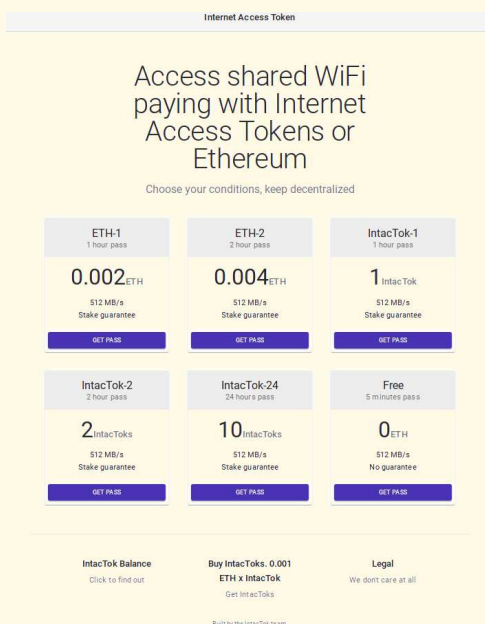 Internet Access Token
Access shared WiFi
paying with Internet
Access Tokens or
Ethereum
Choose your conditions, keep decentralized
ETH-1
1 hour pass
0.002ETH
512 MB/s
Stake guarantee
GET PASS
ETH-2
2 hour pass
0.004ETH
512 MB/s
Stake guarantee
GET PASS
IntacTok-1
1 hour pass
1IntacTok
512 MB/s
Stake guarantee
GET PASS
IntacTok-2
2 hour pass
2IntacToks
512 MB/s
Stake guarantee
GET PASS
IntacTok-24
24 hours pass
10IntacToks
512 MB/s
Stake guarantee
GET PASS
Free
5 minutes pass
0ETH
512 MB/s
No guarantee
GET PASS
IntacTok Balance
Click to find out
Buy IntacToks. 0.001
ETH x IntacTok
Get IntacToks
Legal
We dont care at all
Built by the IntacTok team